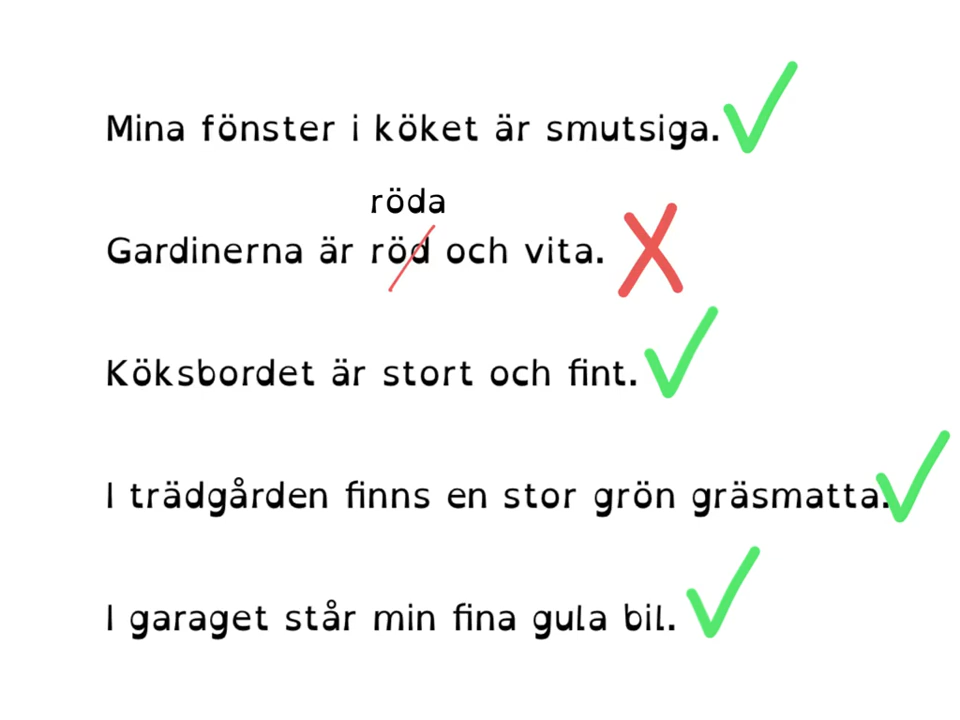 Mina fönster i köket är smutsiga.
röda
Gardinerna är röd och vita.
Köksbordet är stort och fint.
I trädgården finns en stor grön gräsmatta.
I garaget står min fina gula bil.